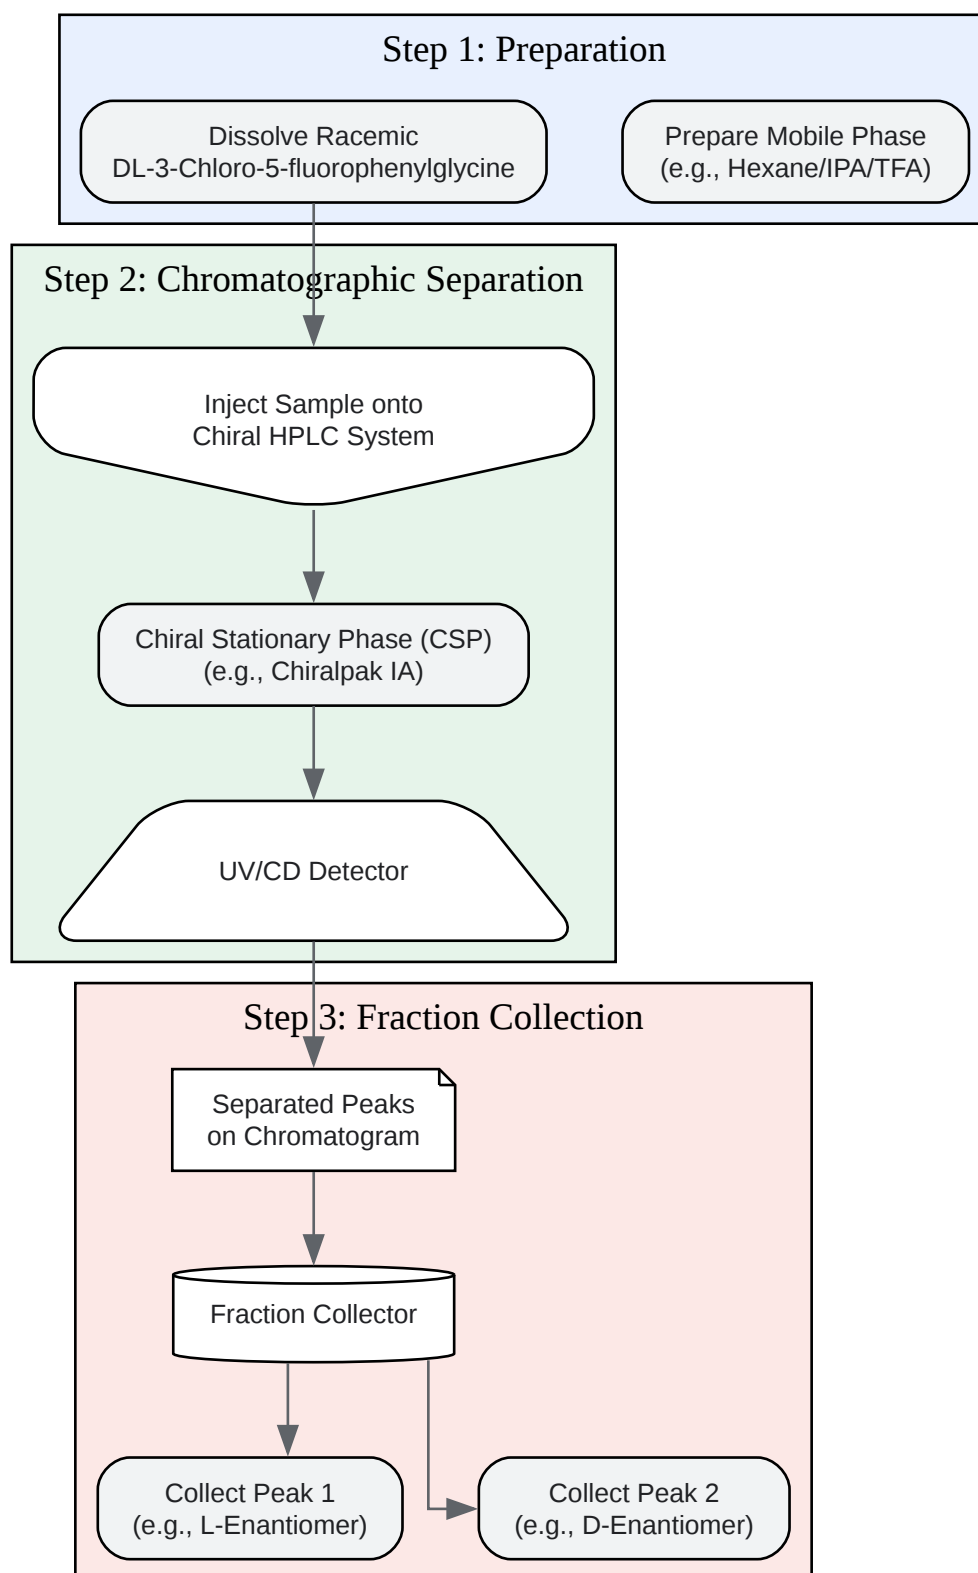 Step 1: Preparation
Dissolve Racemic
DL-3-Chloro-5-fluorophenylglycine
Prepare Mobile Phase
(e.g., Hexane/IPA/TFA)
Step 2: Chromatographic Separation
Inject Sample onto
Chiral HPLC System
Chiral Stationary Phase (CSP)
(e.g., Chiralpak IA)
UV/CD Detector
Step 3: Fraction Collection
Separated Peaks
on Chromatogram
Fraction Collector
Collect Peak 1
(e.g., L-Enantiomer)
Collect Peak 2
(e.g., D-Enantiomer)